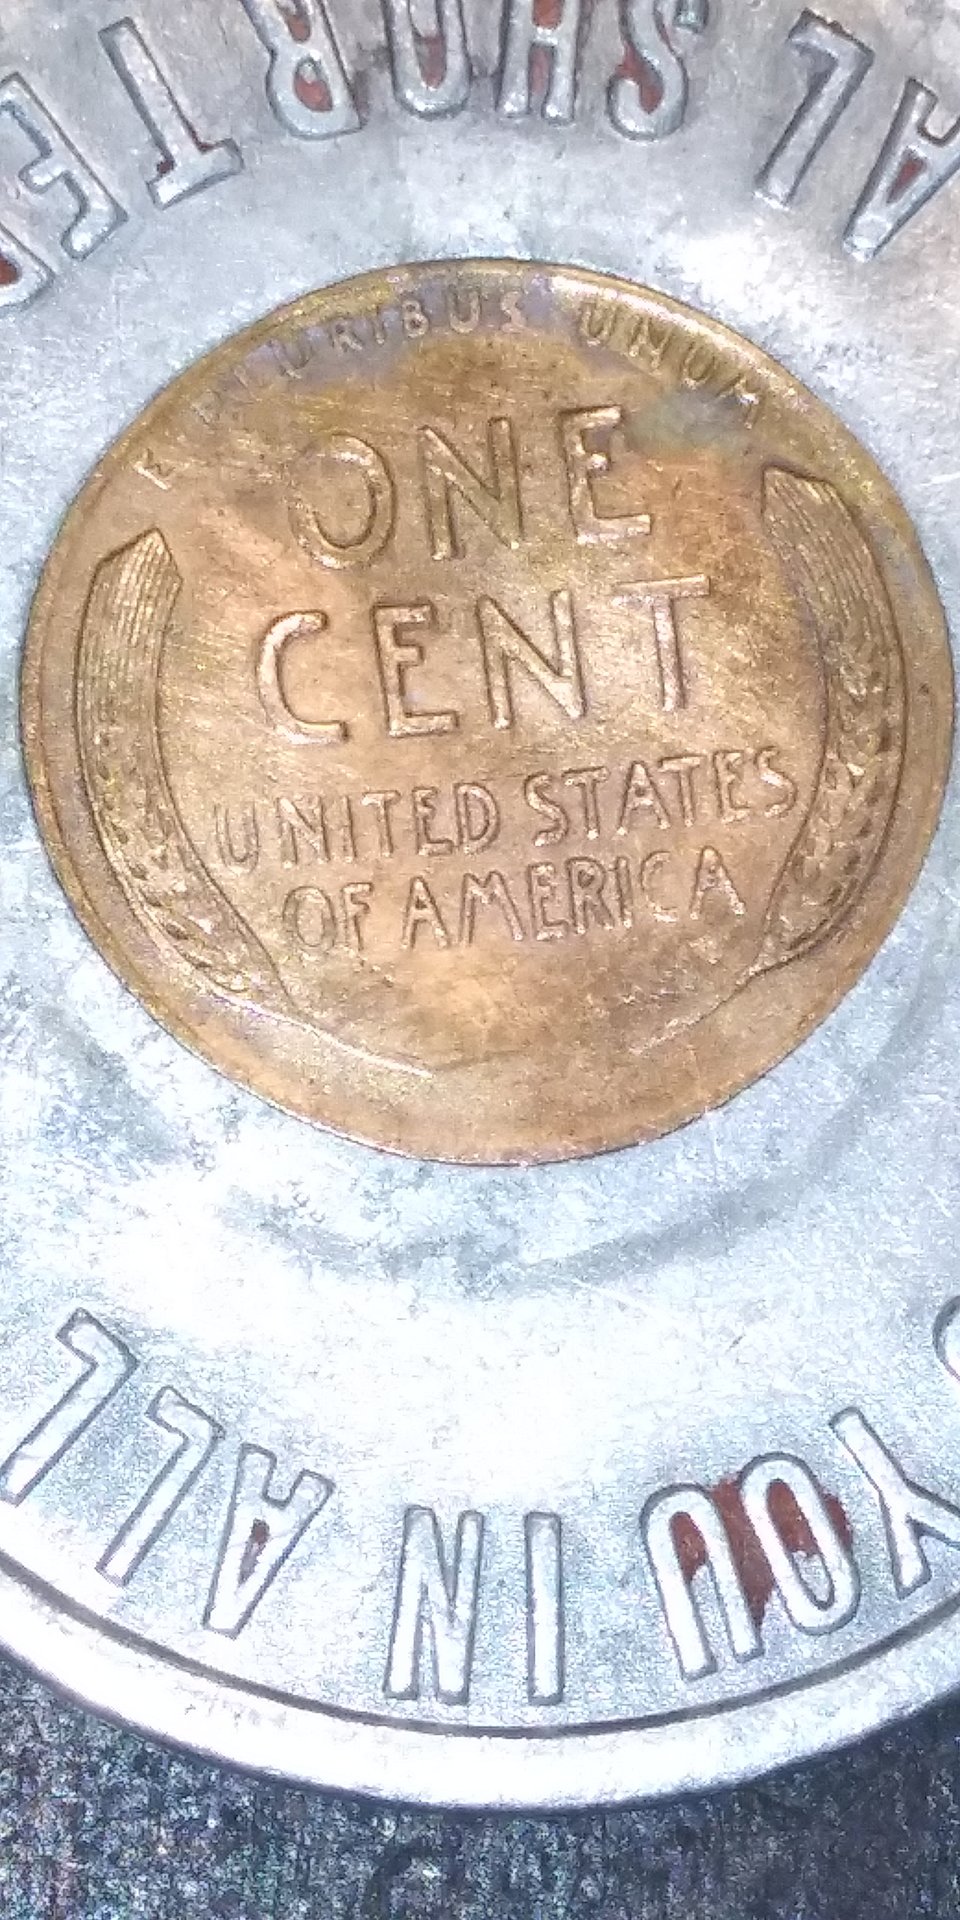 E PLURIBUS UNUM
ONE
CENT
UNITED STATES
OF AMERICA
AL SHORTE
YOU IN ALL